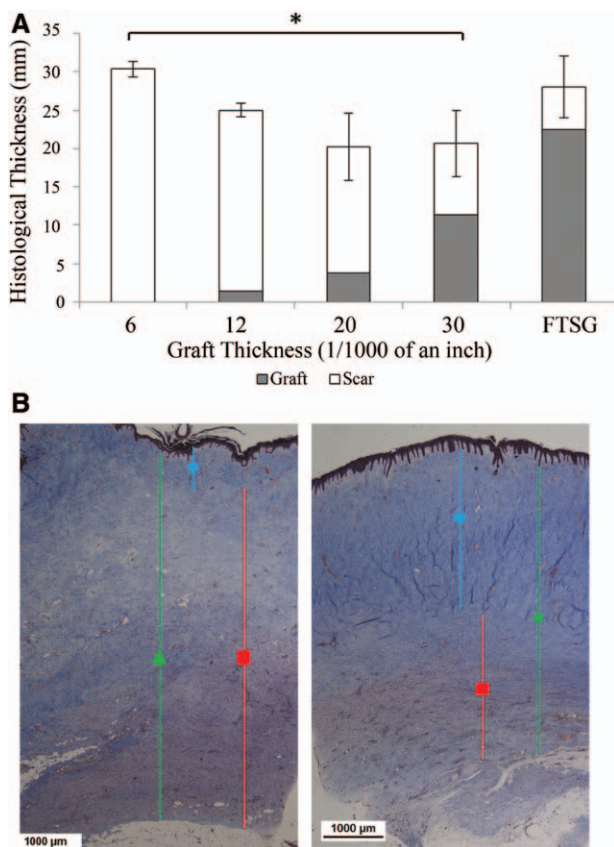 A
*
Histological Thickness (mm)
35
30
25
20
15
10
5
0
6 12 20 30 FTSG
Graft Thickness (1/1000 of an inch)
Graft Scar
B
1000 µm
1000 µm